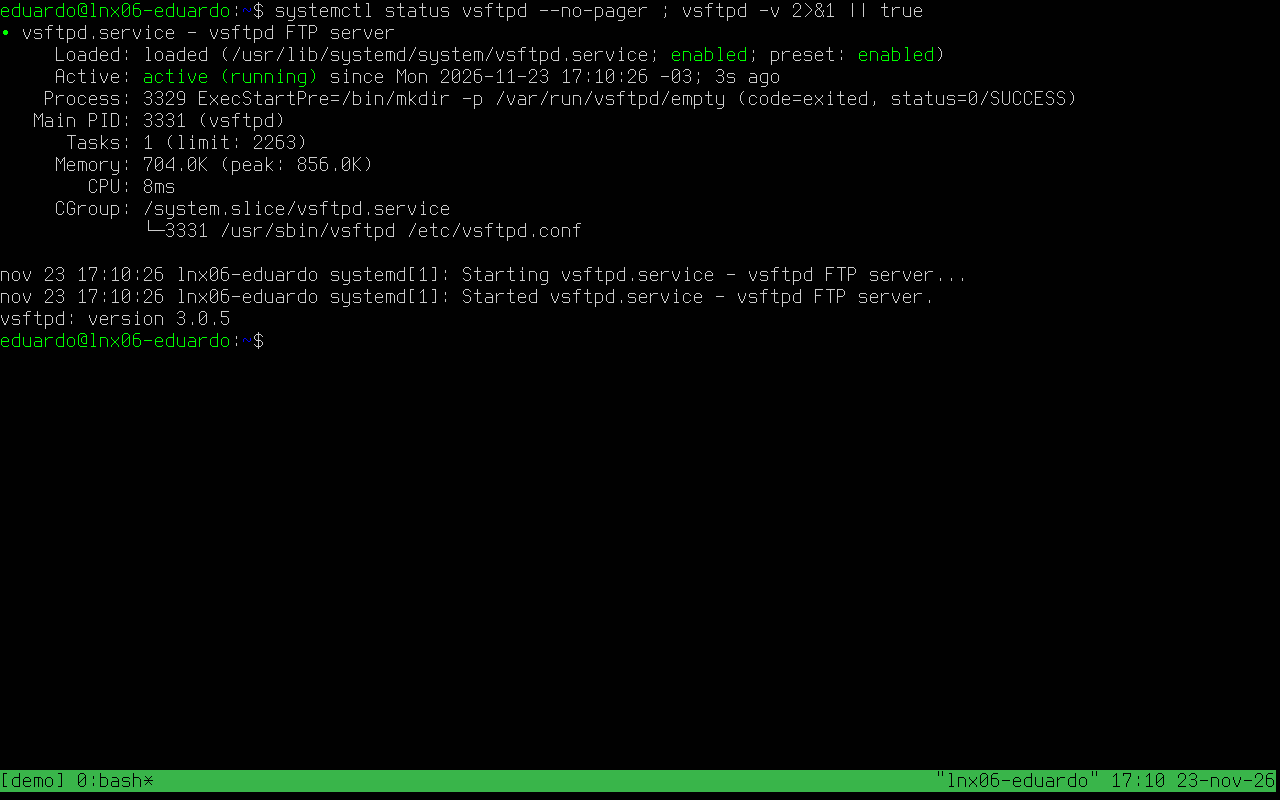 eduardo@lnx06-eduardo:~$ systemctl status vsftpd --no-pager ; vsftpd -v 2>&1 || true
● vsftpd.service - vsftpd FTP server
     Loaded: loaded (/usr/lib/systemd/system/vsftpd.service; enabled; preset: enabled)
     Active: active (running) since Mon 2026-11-23 17:10:26 -03; 3s ago
    Process: 3329 ExecStartPre=/bin/mkdir -p /var/run/vsftpd/empty (code=exited, status=0/SUCCESS)
   Main PID: 3331 (vsftpd)
      Tasks: 1 (limit: 2263)
     Memory: 704.0K (peak: 856.0K)
        CPU: 8ms
     CGroup: /system.slice/vsftpd.service
             └─3331 /usr/sbin/vsftpd /etc/vsftpd.conf

nov 23 17:10:26 lnx06-eduardo systemd[1]: Starting vsftpd.service - vsftpd FTP server...
nov 23 17:10:26 lnx06-eduardo systemd[1]: Started vsftpd.service - vsftpd FTP server.
vsftpd: version 3.0.5
eduardo@lnx06-eduardo:~$
[demo] 0:bash* "lnx06-eduardo" 17:10 23-nov-26